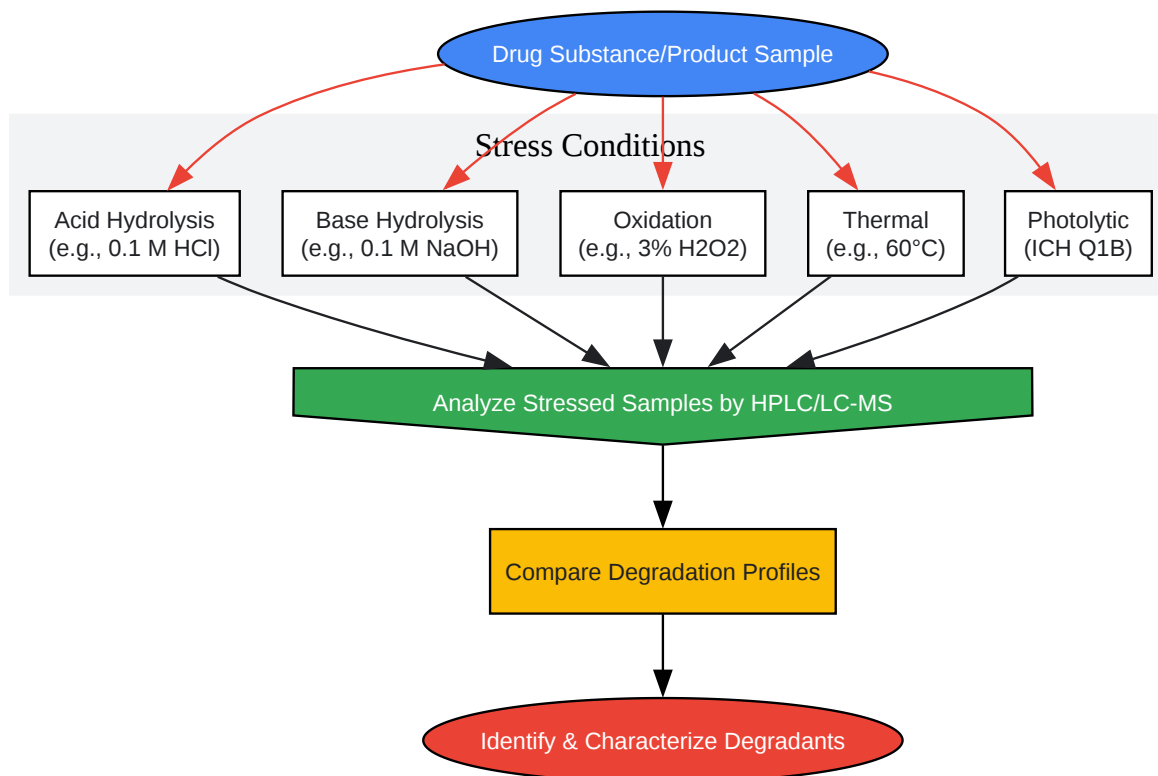 Drug Substance/Product Sample
Stress Conditions
Acid Hydrolysis
(e.g., 0.1 M HCl)
Base Hydrolysis
(e.g., 0.1 M NaOH)
Oxidation
(e.g., 3% H2O2)
Thermal
(e.g., 60°C)
Photolytic
(ICH Q1B)
Analyze Stressed Samples by HPLC/LC-MS
Compare Degradation Profiles
Identify & Characterize Degradants